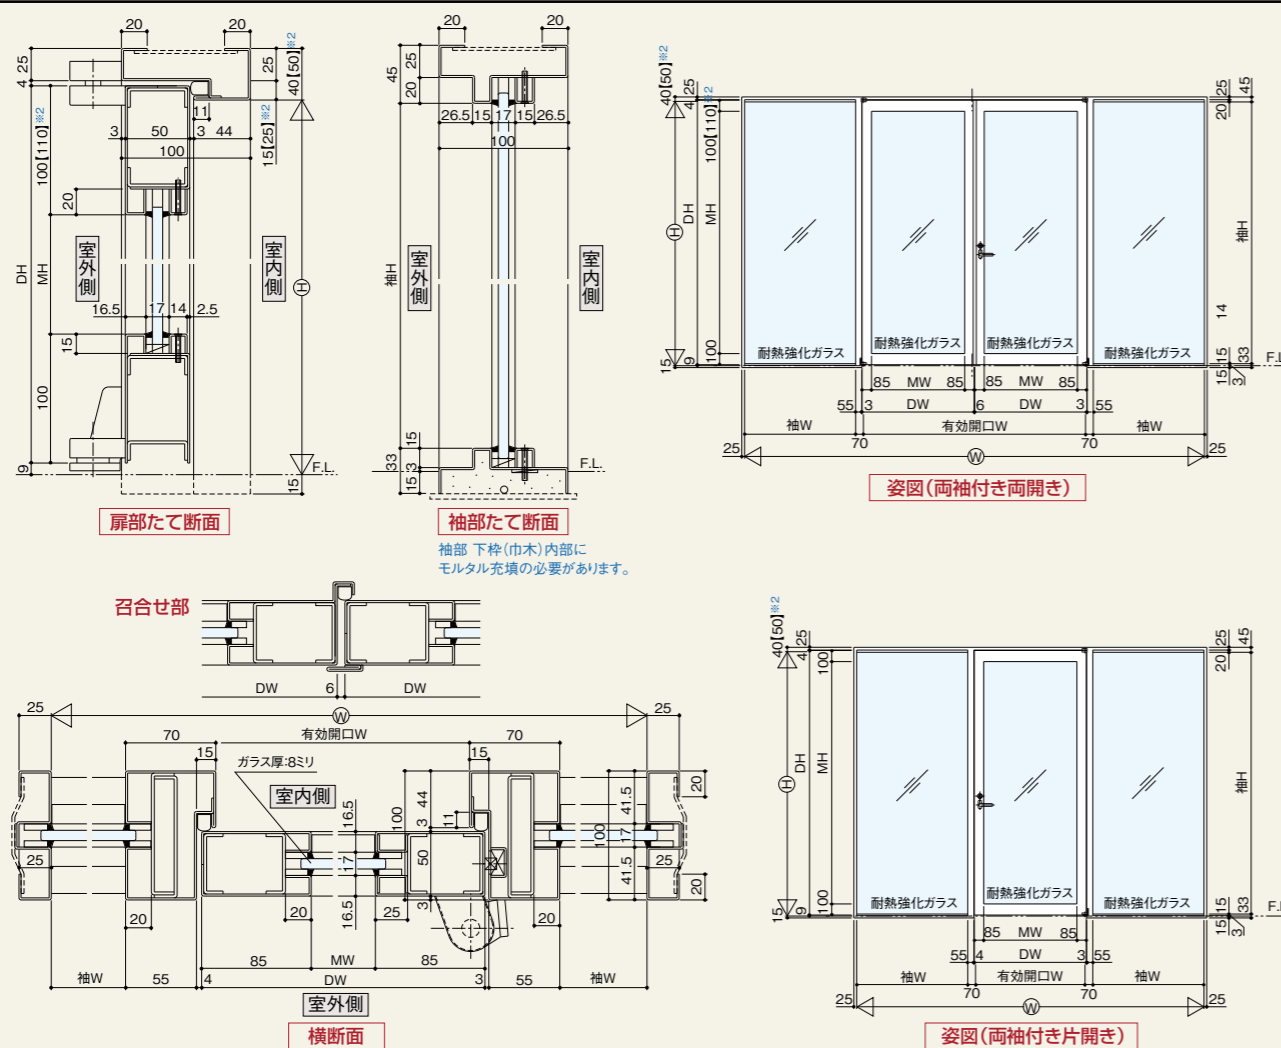 20
20
25
4
100【110】※2
3
50
3
44
11
100
20
25
40【50】※2
15【25】※2
室外側
室内側
DH
MH
H
16.5
17
14
2.5
15
100
9
F.L.
15
扉部たて断面
20
20
45
25
20
26.5
15
17
15
26.5
100
袖H
室外側
室内側
15
33
3
15
F.L.
袖部たて断面
袖部 下枠(巾木)内部に
モルタル充填の必要があります。
40【50】※2
25
4
100【110】※2
25
20
45
H
DH
MH
袖H
14
耐熱強化ガラス
耐熱強化ガラス
耐熱強化ガラス
耐熱強化ガラス
100
15
9
15
15
33
3
F.L
85
MW
85
85
MW
85
55
3
DW
6
DW
3
55
袖W
70
有効開口W
70
袖W
25
W
25
姿図(両袖付き両開き)
召合せ部
DW
6
DW
25
W
25
70
有効開口W
70
15
15
ガラス厚:8ミリ
室内側
16.5
17
16.5
100
44
3
11
50
3
100
41.5
17
41.5
20
20
25
25
20
20
25
20
85
MW
85
袖W
55
4
DW
3
55
袖W
室外側
横断面
40【50】※2
25
4
100
25
20
45
H
DH
MH
袖H
耐熱強化ガラス
耐熱強化ガラス
耐熱強化ガラス
100
15
9
15
15
33
3
F.L
85
MW
85
55
4
DW
3
55
袖W
有効開口W
袖W
70
70
25
W
25
姿図(両袖付き片開き)